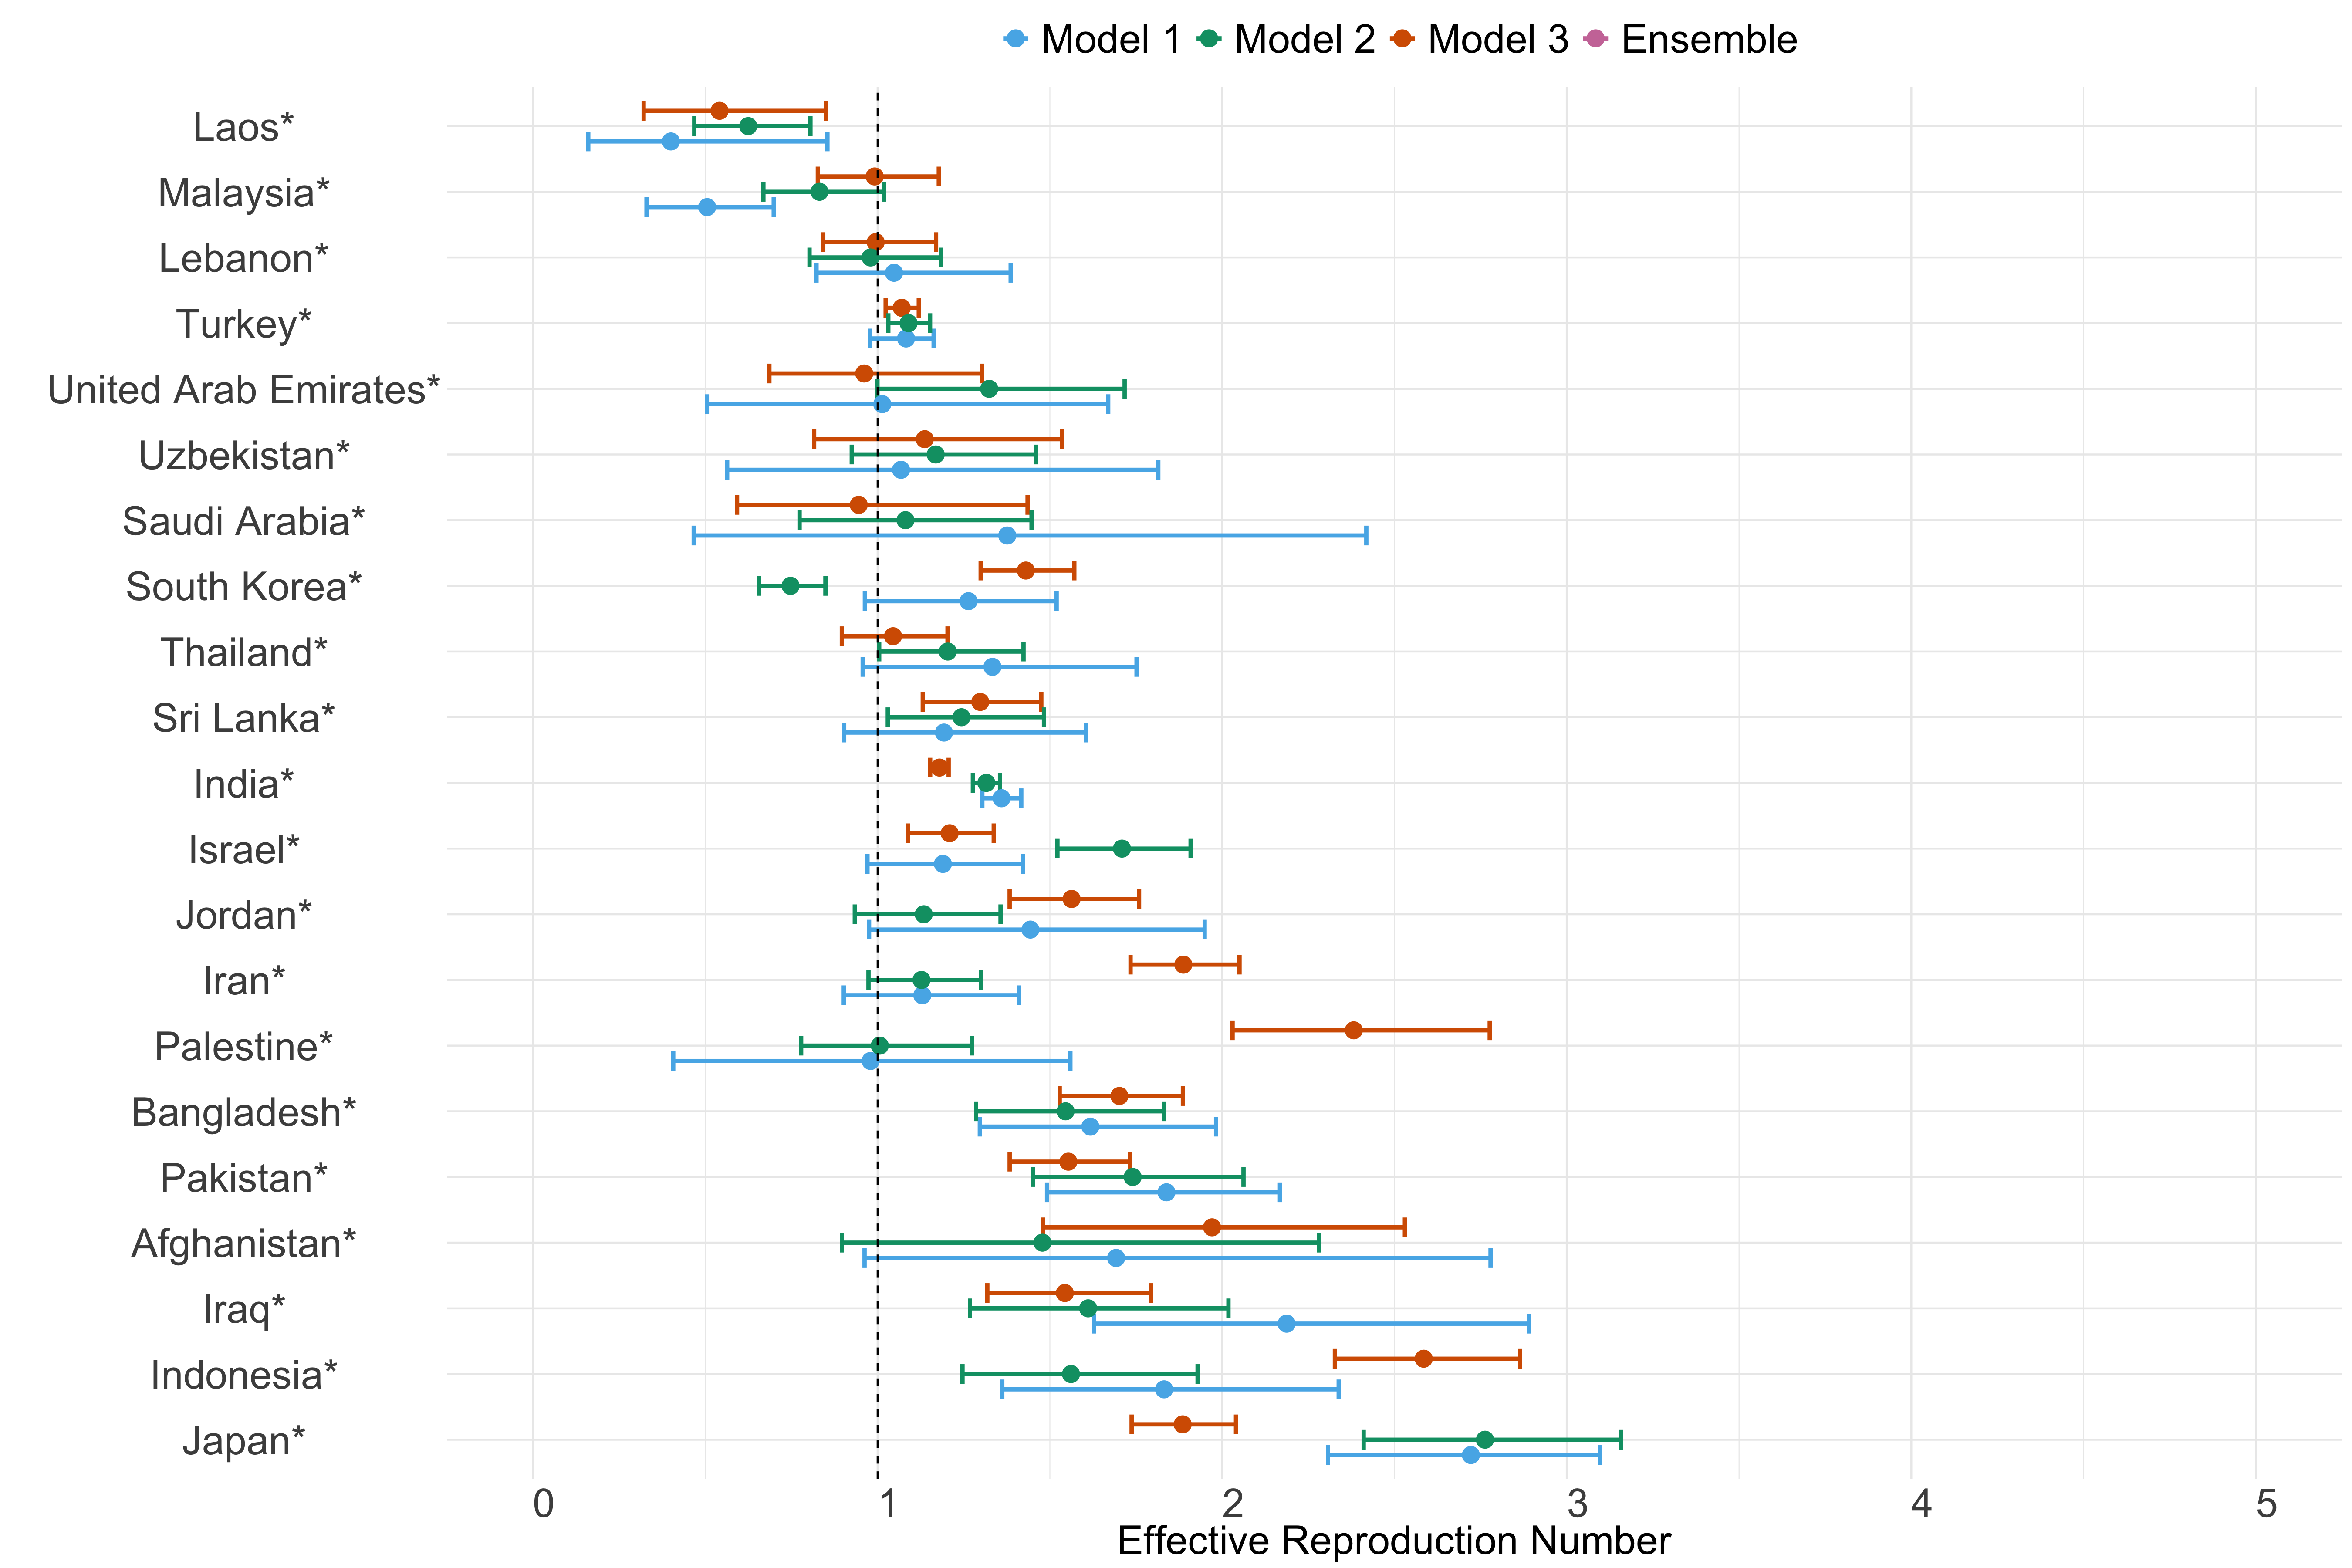 Model 1 Model 2 Model 3 Ensemble
Laos*
Malaysia*
Lebanon*
Turkey*
United Arab Emirates*
Uzbekistan*
Saudi Arabia*
South Korea*
Thailand*
Sri Lanka*
India*
Israel*
Jordan*
Iran*
Palestine*
Bangladesh*
Pakistan*
Afghanistan*
Iraq*
Indonesia*
Japan*
0 1 2 3 4 5
Effective Reproduction Number